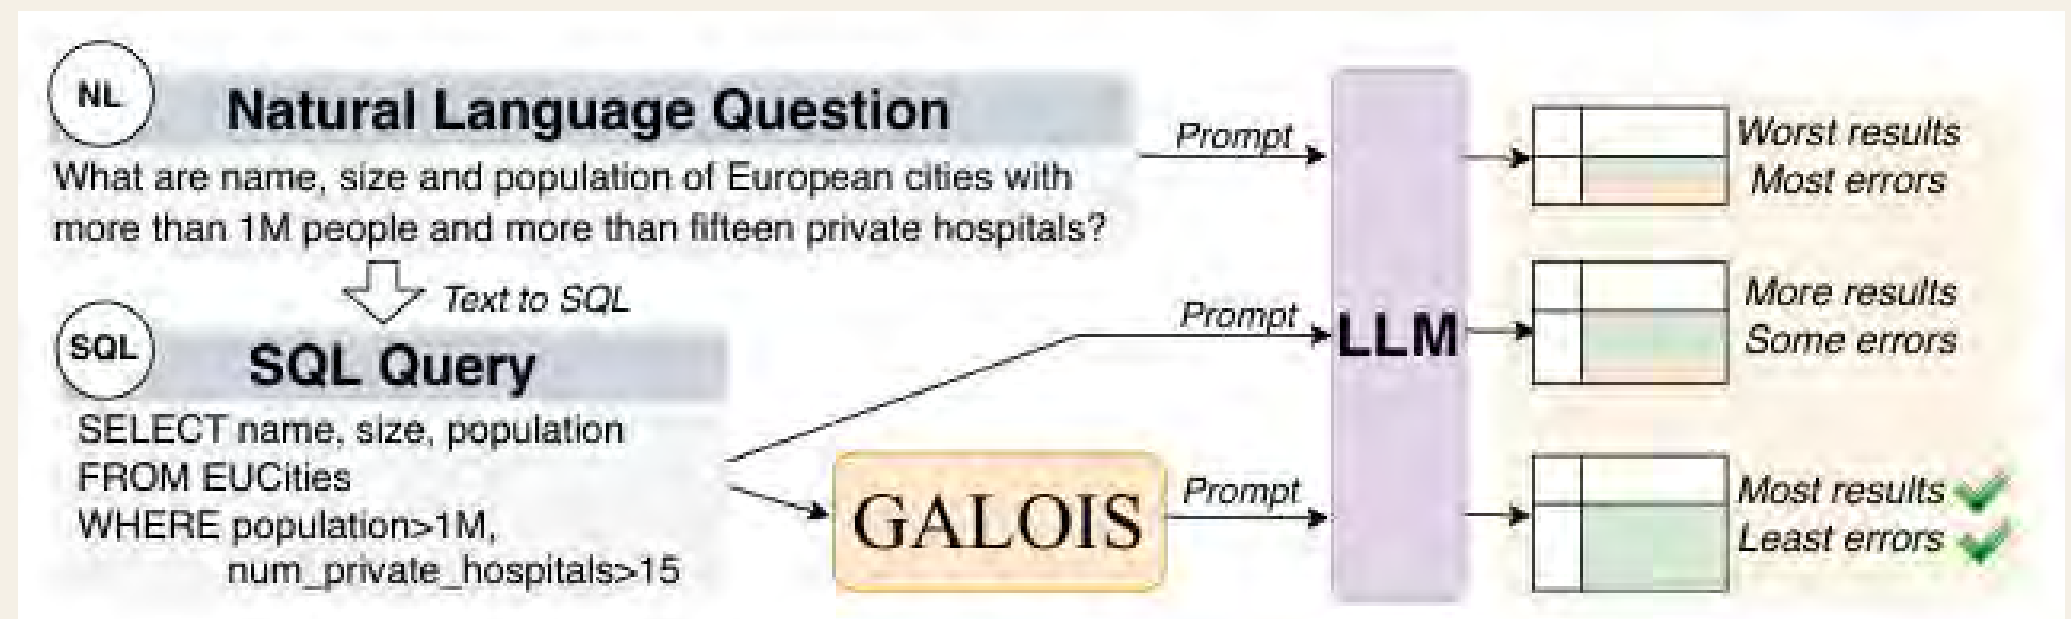 NL
Natural Language Question
What are name, size and population of European cities with
more than 1M people and more than fifteen private hospitals?
Text to SQL
SQL
SQL Query
SELECT name, size, population
FROM EUCities
WHERE population>1M,
num_private_hospitals>15
Prompt
Prompt
GALOIS
Prompt
LLM
Worst results
Most errors
More results
Some errors
Most results
Least errors